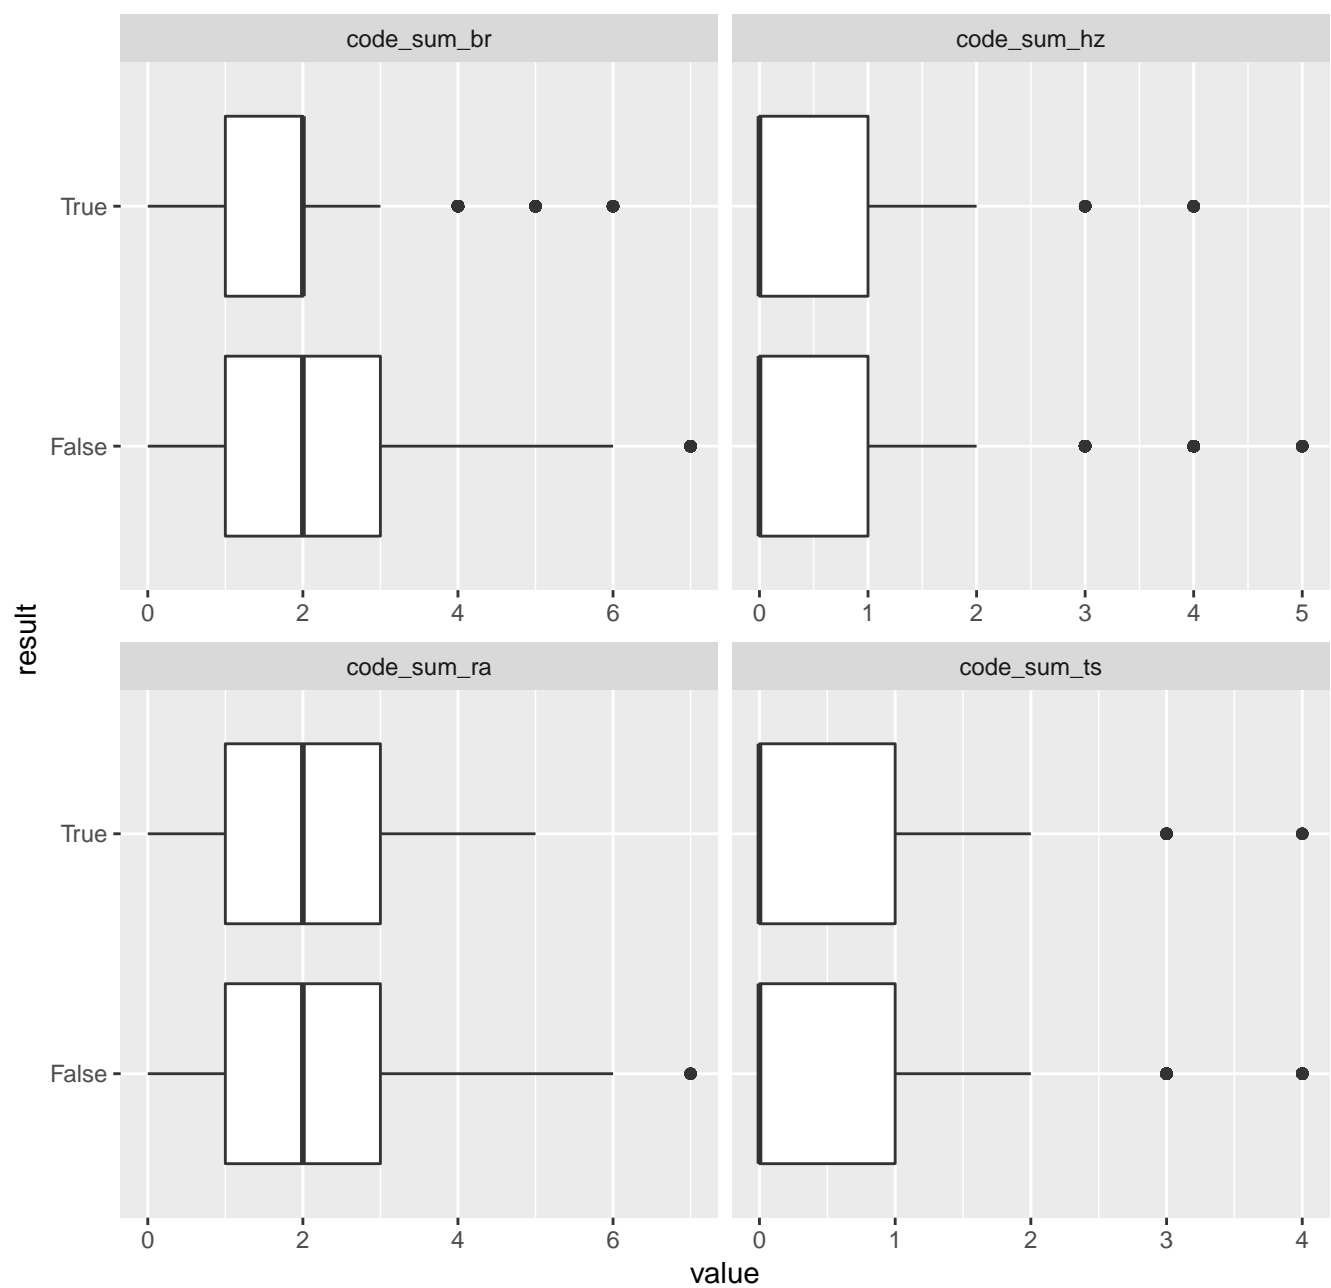 code_sum_br
code_sum_hz
True
False
0 2 4 6
0 1 2 3 4 5
result
code_sum_ra
code_sum_ts
True
False
0 2 4 6
0 1 2 3 4
value